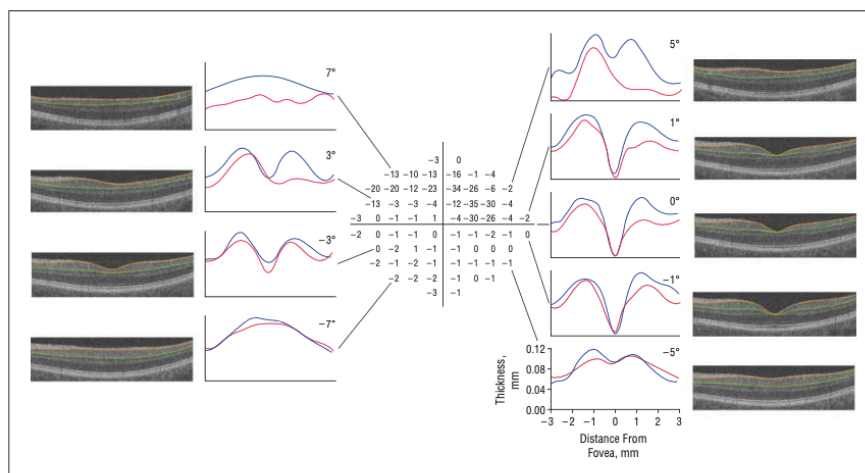 7°
3°
−3°
−7°
−3 0
−13 −10 −13 −16 −1 −4
−20 −20 −12 −23 −34 −26 −6 −2
−13 −3 −3 −4 −12 −35 −30 −4
−3 0 −1 −1 1 −4 −30 −26 −4 −2
−2 0 −1 −1 0 −1 −2 −1 0
0 −2 1 −1 −1 0 0 0
−2 −1 −2 −1 −1 −1 −1 −1
−2 −2 −2 −1 0 −1
−3 −1
5°
1°
0°
−1°
−5°
Thickness,
mm
0.12
0.08
0.04
0.00
−3 −2 −1 0 1 2 3
Distance From
Fovea, mm